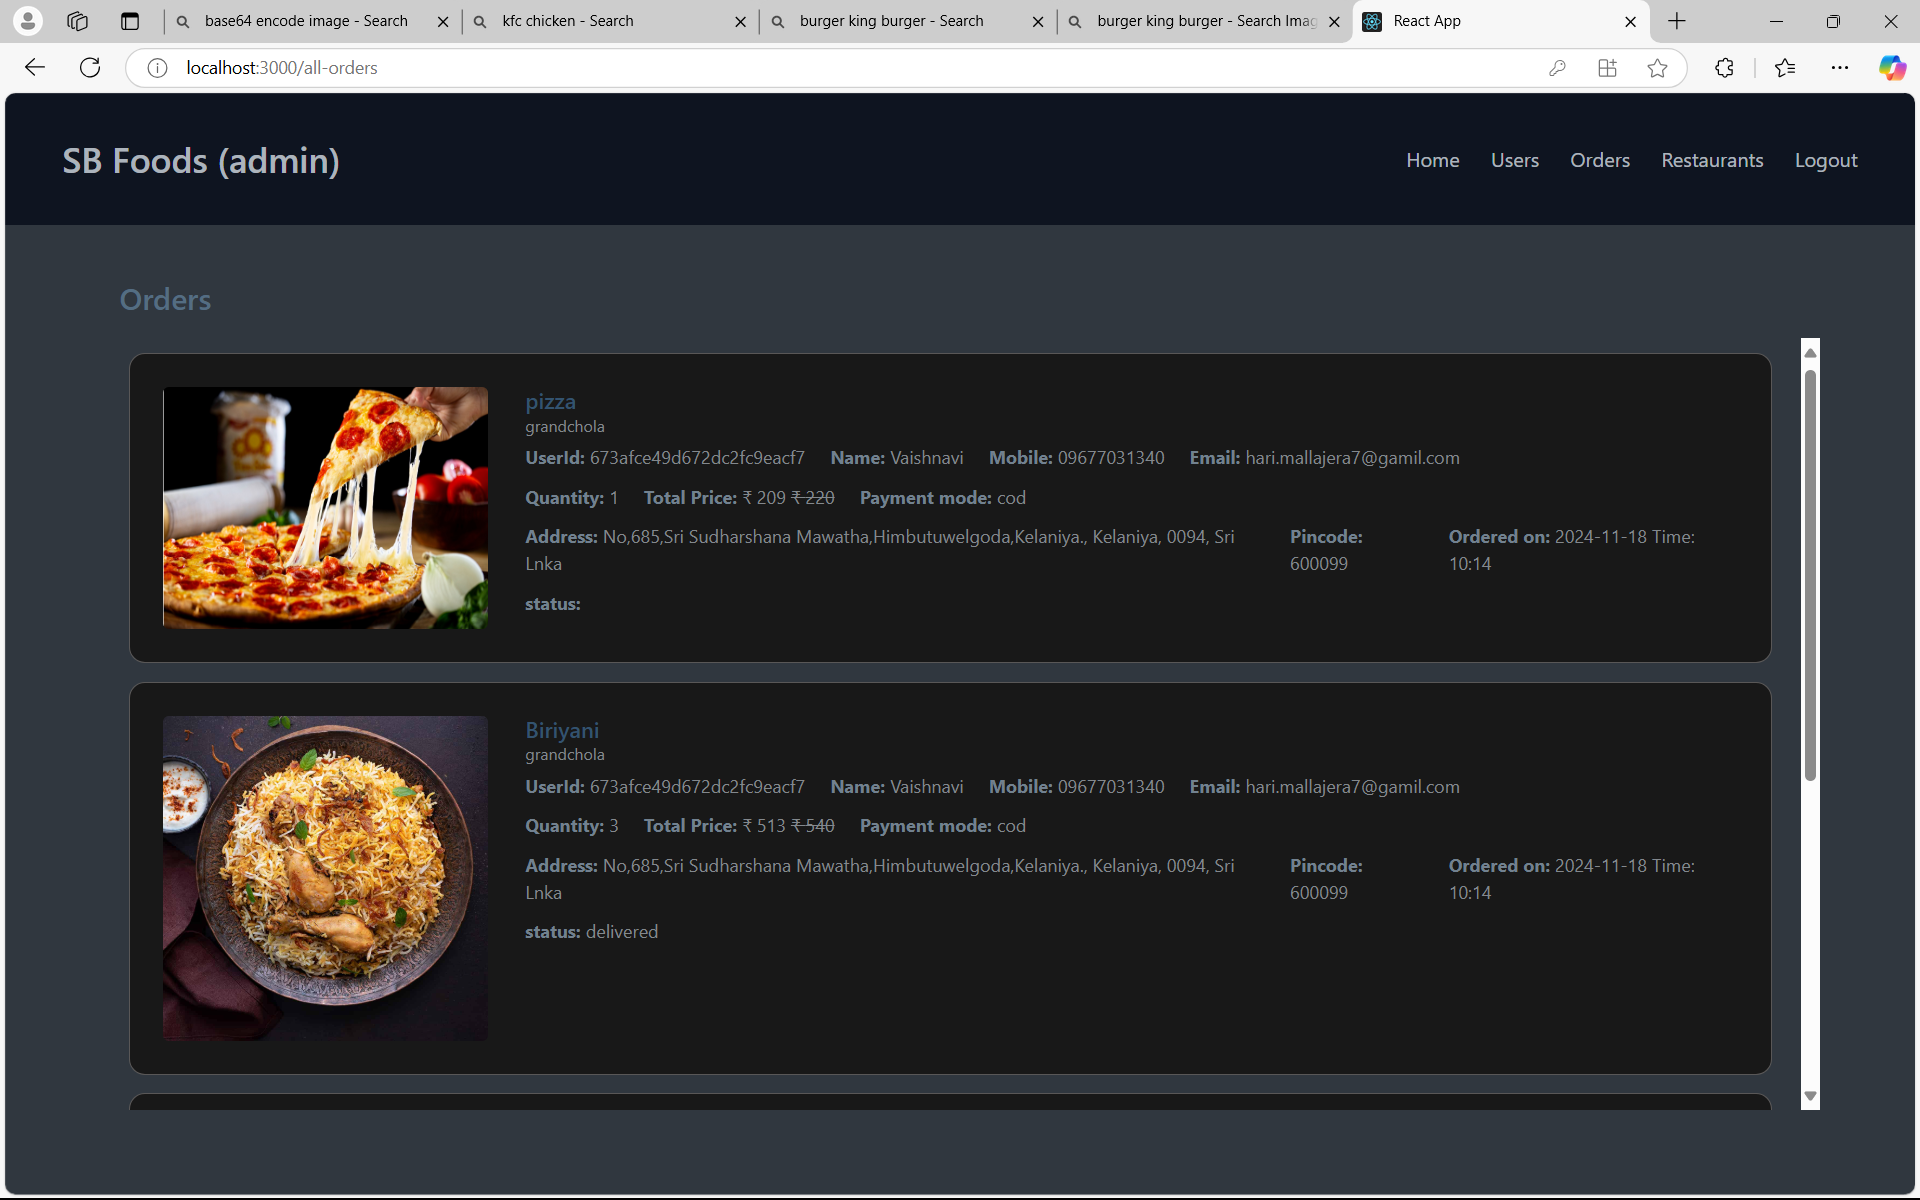 base64 encode image - Search
kfc chicken - Search
burger king burger - Search
burger king burger - Search Imag
React App
localhost:3000/all-orders
SB Foods (admin)
Home Users Orders Restaurants Logout
Orders
pizza
grandchola
UserId: 673afce49d672dc2fc9eacf7 Name: Vaishnavi Mobile: 09677031340 Email: hari.mallajera7@gamil.com
Quantity: 1 Total Price: ₹ 209 ₹ 220 Payment mode: cod
Address: No,685,Sri Sudharshana Mawatha,Himbutuwelgoda,Kelaniya., Kelaniya, 0094, Sri
Lnka
Pincode:
600099
Ordered on: 2024-11-18 Time:
10:14
status:
Biriyani
grandchola
UserId: 673afce49d672dc2fc9eacf7 Name: Vaishnavi Mobile: 09677031340 Email: hari.mallajera7@gamil.com
Quantity: 3 Total Price: ₹ 513 ₹ 540 Payment mode: cod
Address: No,685,Sri Sudharshana Mawatha,Himbutuwelgoda,Kelaniya., Kelaniya, 0094, Sri
Lnka
Pincode:
600099
Ordered on: 2024-11-18 Time:
10:14
status: delivered